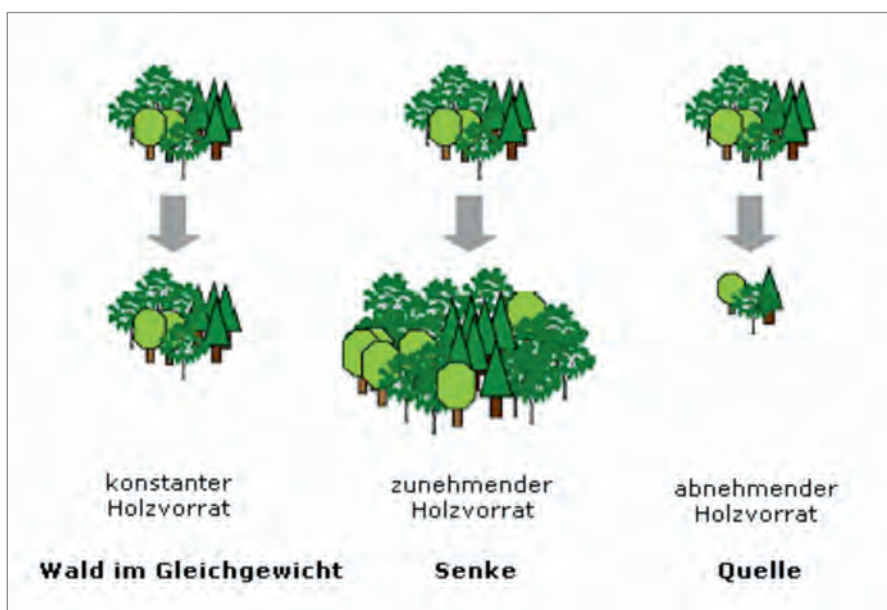 konstanter
Holzvorrat
Wald im Gleichgewicht
zunehmender
Holzvorrat
Senke
abnehmender
Holzvorrat
Quelle